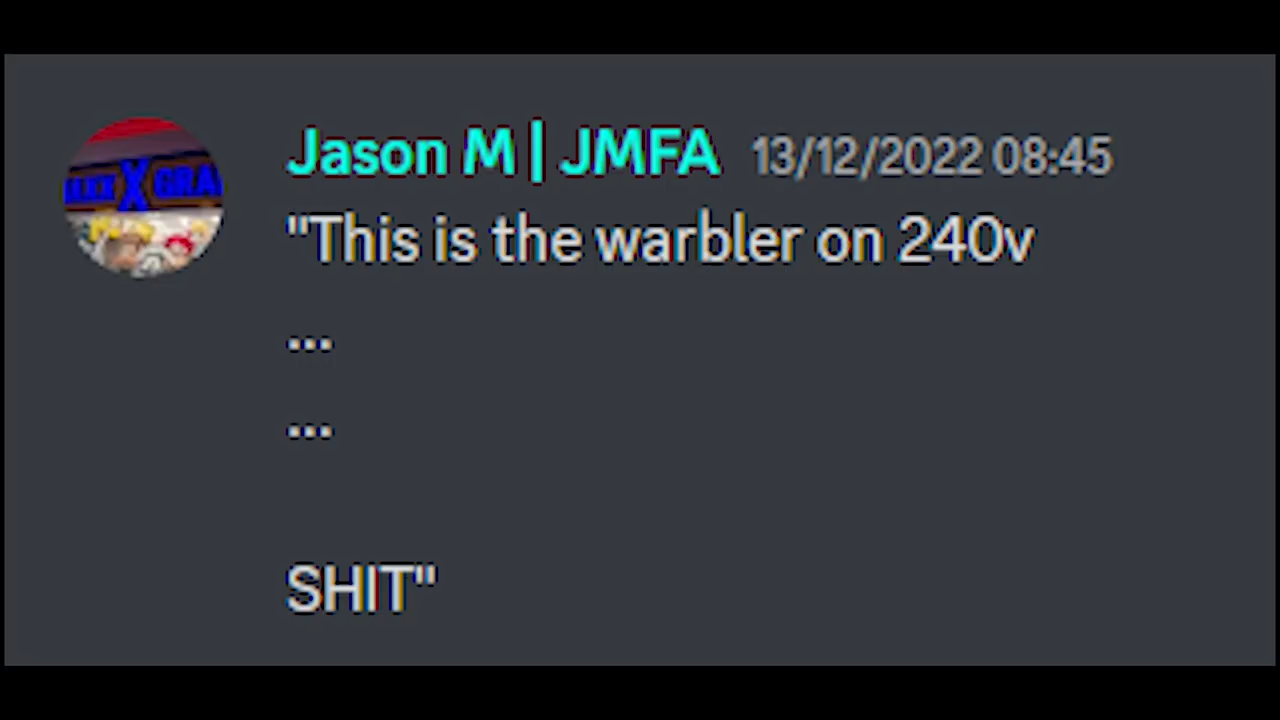 Jason M | JMFA 13/12/2022 08:45
"This is the warbler on 240v
...
...
SHIT"